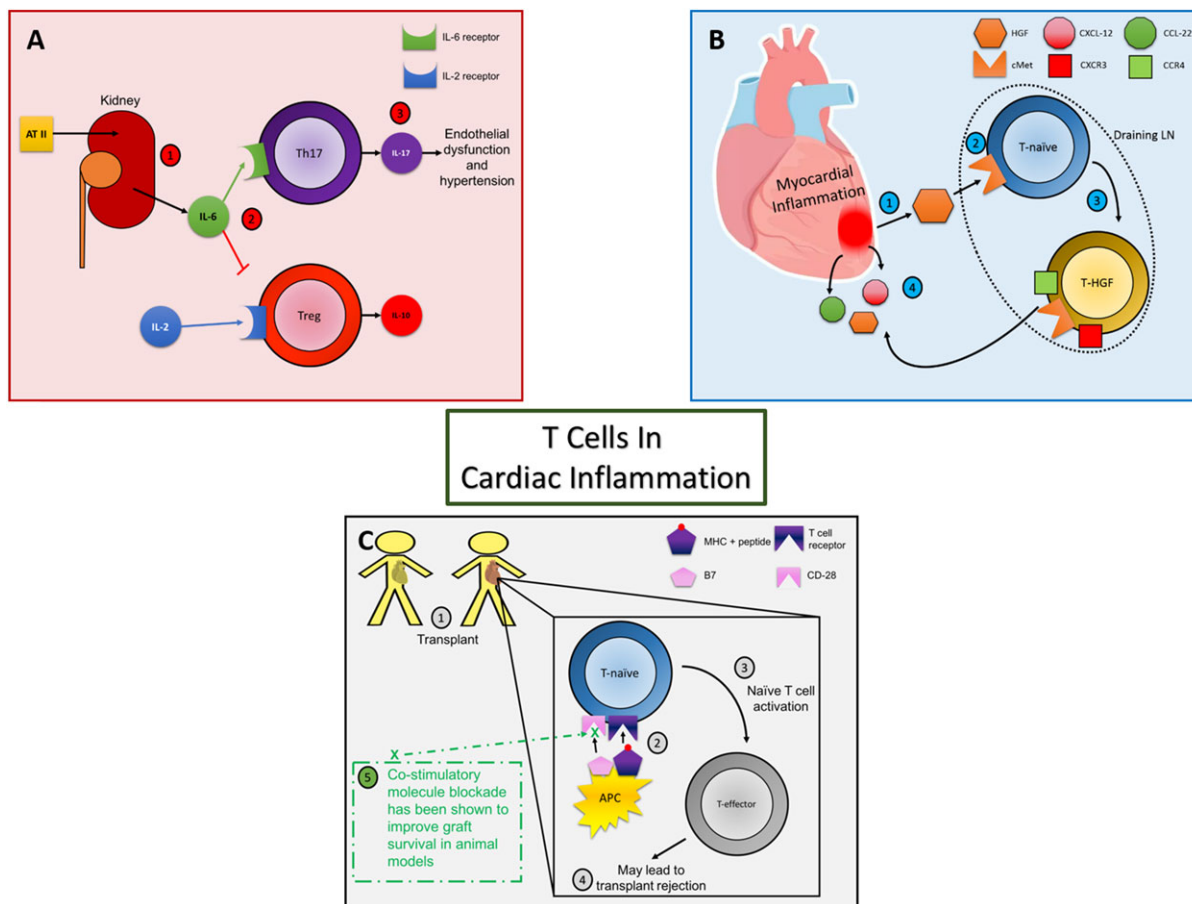 A
IL-6 receptor
IL-2 receptor
Kidney
AT II
1
2
3
IL-6
Th17
IL-17
Endothelial
dysfunction
and
hypertension
IL-2
Treg
IL-10
B
HGF
CXCL-12
CCL-22
cMet
CXCR3
CCR4
Draining LN
Myocardial
Inflammation
1
2
T-naïve
3
T-HGF
4
T Cells In
Cardiac Inflammation
C
MHC + peptide
T cell
receptor
B7
CD-28
1
Transplant
T-naïve
3
Naïve T cell
activation
X
2
X
APC
T-effector
5
Co-stimulatory
molecule blockade
has been shown to
improve graft
survival in animal
models
4
May lead to
transplant rejection